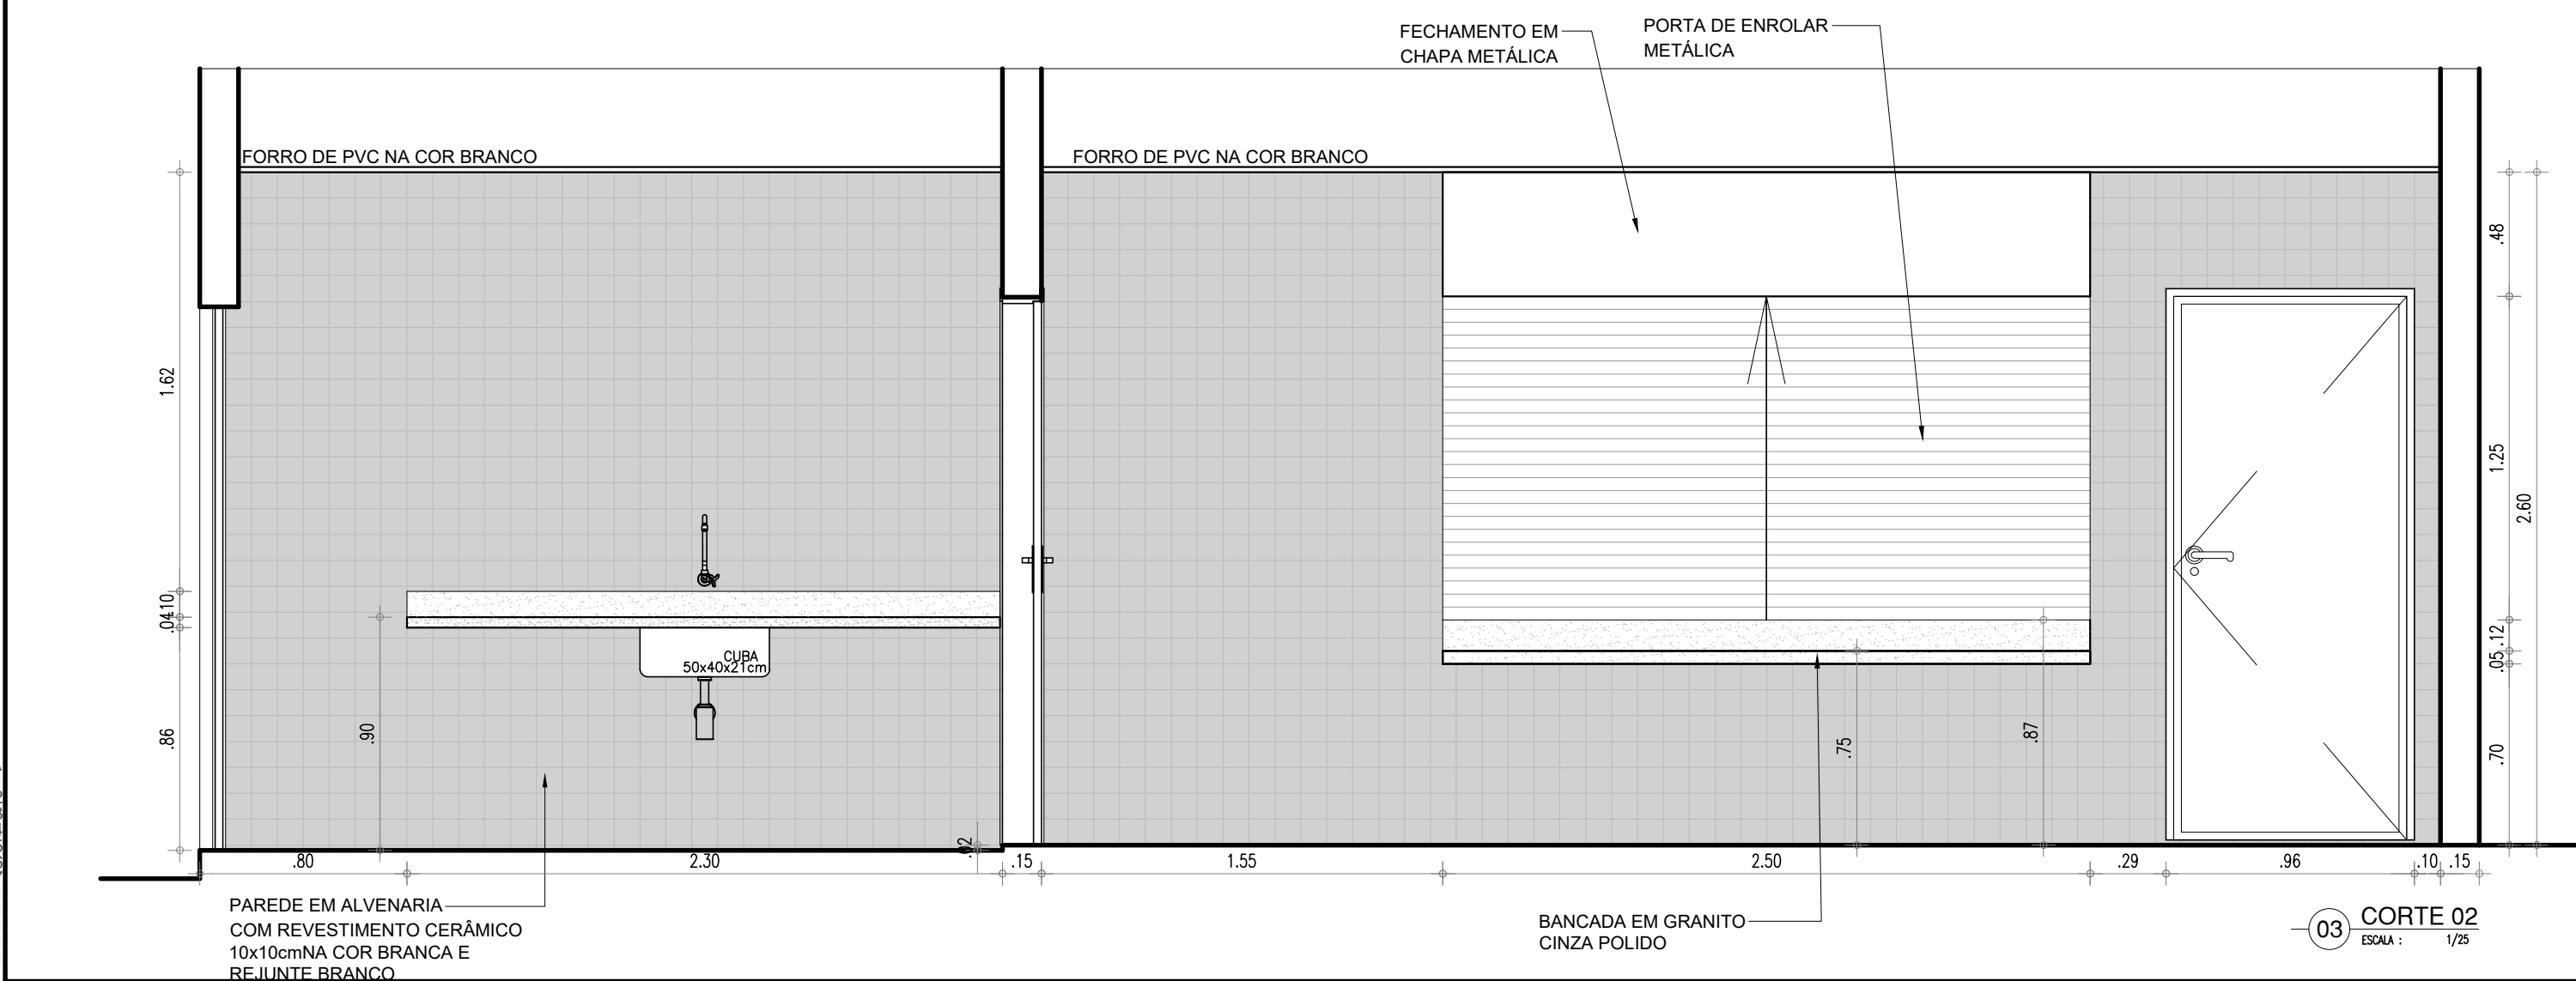 FECHAMENTO EM
CHAPA METÁLICA
PORTA DE ENROLAR
METÁLICA
FORRO DE PVC NA COR BRANCO
FORRO DE PVC NA COR BRANCO
1.62
.10
.04
.86
.90
CUBA
50x40x21cm
.02
.48
1.25
2.60
.12
.05
.70
.75
.87
.80
2.30
.15
1.55
2.50
.29
.96
.10
.15
PAREDE EM ALVENARIA
COM REVESTIMENTO CERÂMICO
10x10cmNA COR BRANCA E
REJUNTE BRANCO
BANCADA EM GRANITO
CINZA POLIDO
03
CORTE 02
ESCALA : 1/25